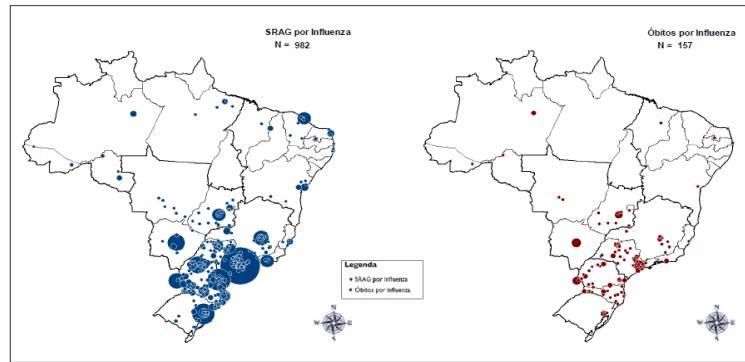 SRAG por Influenza
N = 982
Óbitos por Influenza
N = 157
Legenda
SRAG por Influenza
Óbitos por Influenza
N
W E
S
N
W E
S